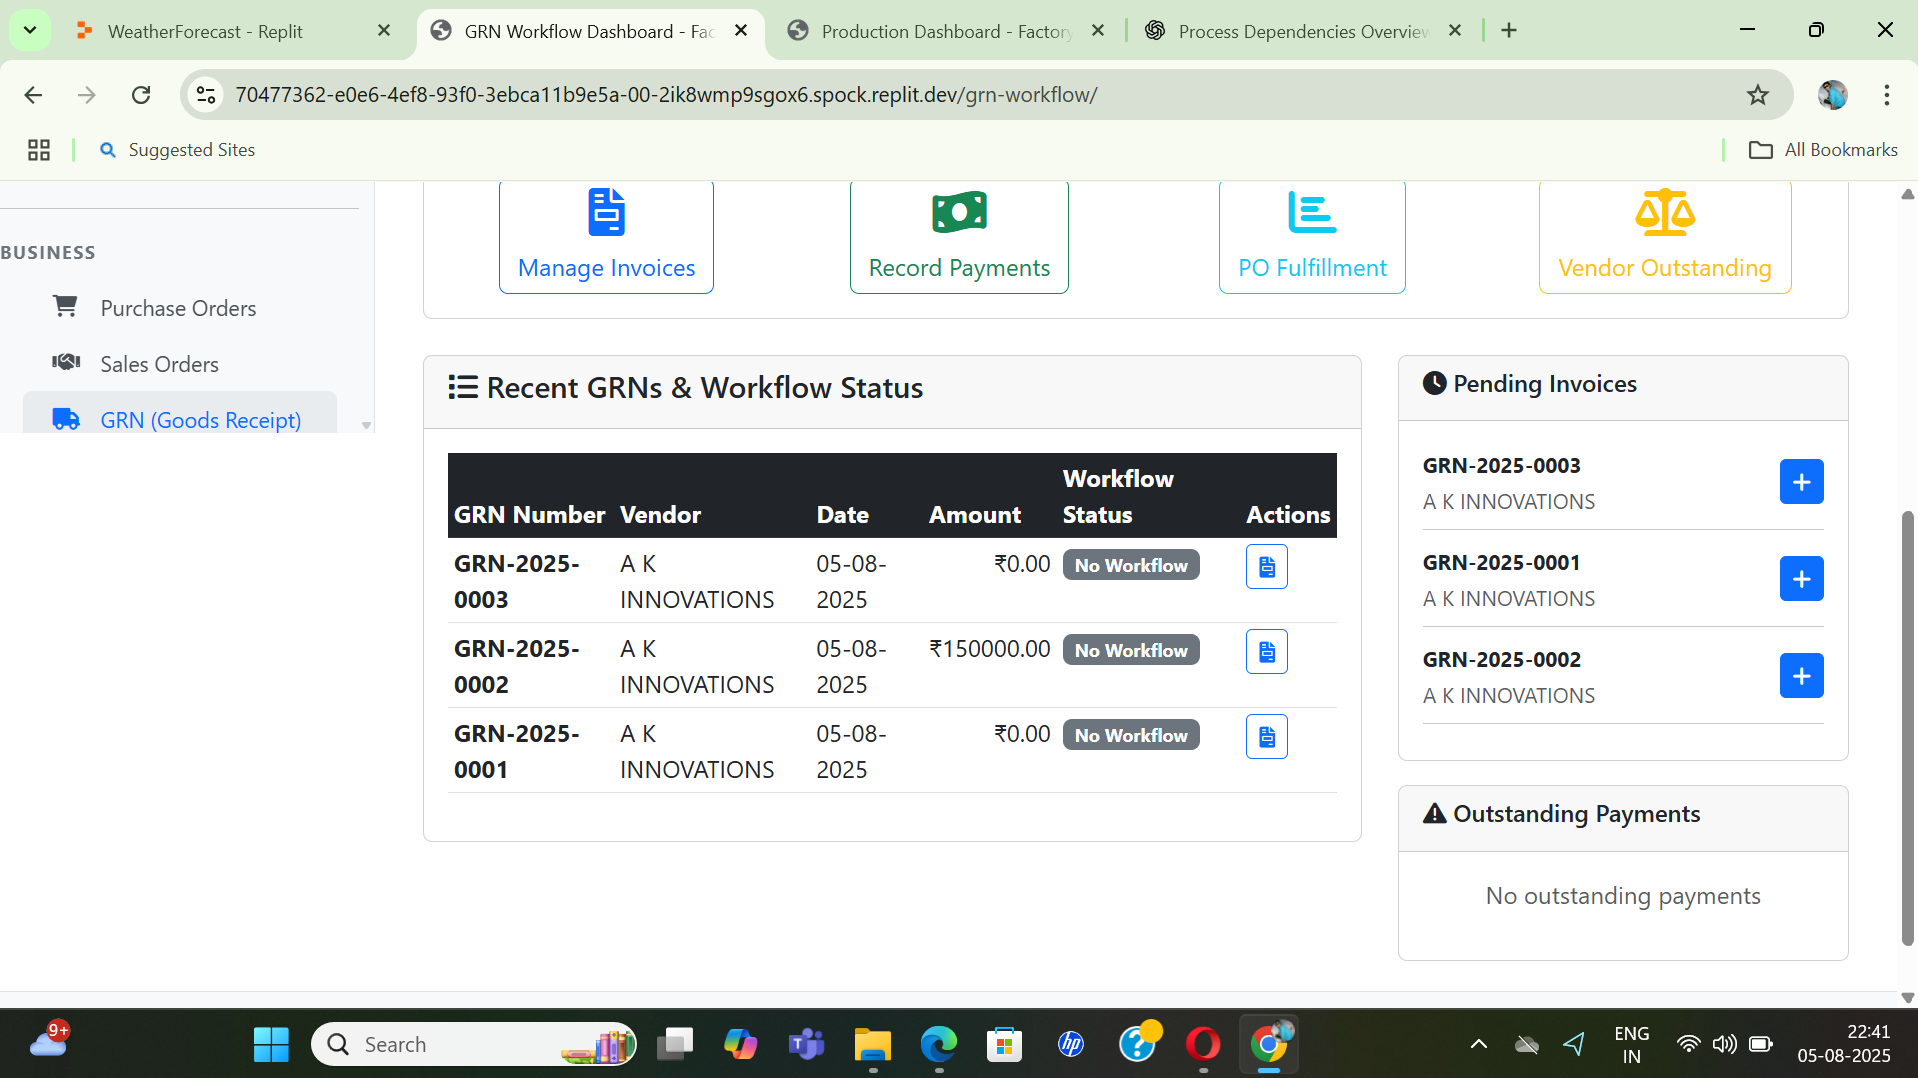 WeatherForecast - Replit
GRN Workflow Dashboard - Fac
Production Dashboard - Factory
Process Dependencies Overview
70477362-e0e6-4ef8-93f0-3ebca11b9e5a-00-2ik8wmp9sgox6.spock.replit.dev/grn-workflow/
Suggested Sites
All Bookmarks
BUSINESS
Purchase Orders
Sales Orders
GRN (Goods Receipt)
Manage Invoices
Record Payments
PO Fulfillment
Vendor Outstanding
Recent GRNs & Workflow Status
GRN Number Vendor Date Amount Workflow Status Actions
GRN-2025- A K 05-08- ₹0.00 No Workflow
0003 INNOVATIONS 2025
GRN-2025- A K 05-08- ₹150000.00 No Workflow
0002 INNOVATIONS 2025
GRN-2025- A K 05-08- ₹0.00 No Workflow
0001 INNOVATIONS 2025
Pending Invoices
GRN-2025-0003
A K INNOVATIONS
GRN-2025-0001
A K INNOVATIONS
GRN-2025-0002
A K INNOVATIONS
Outstanding Payments
No outstanding payments
9+
Search
ENG
IN
22:41
05-08-2025